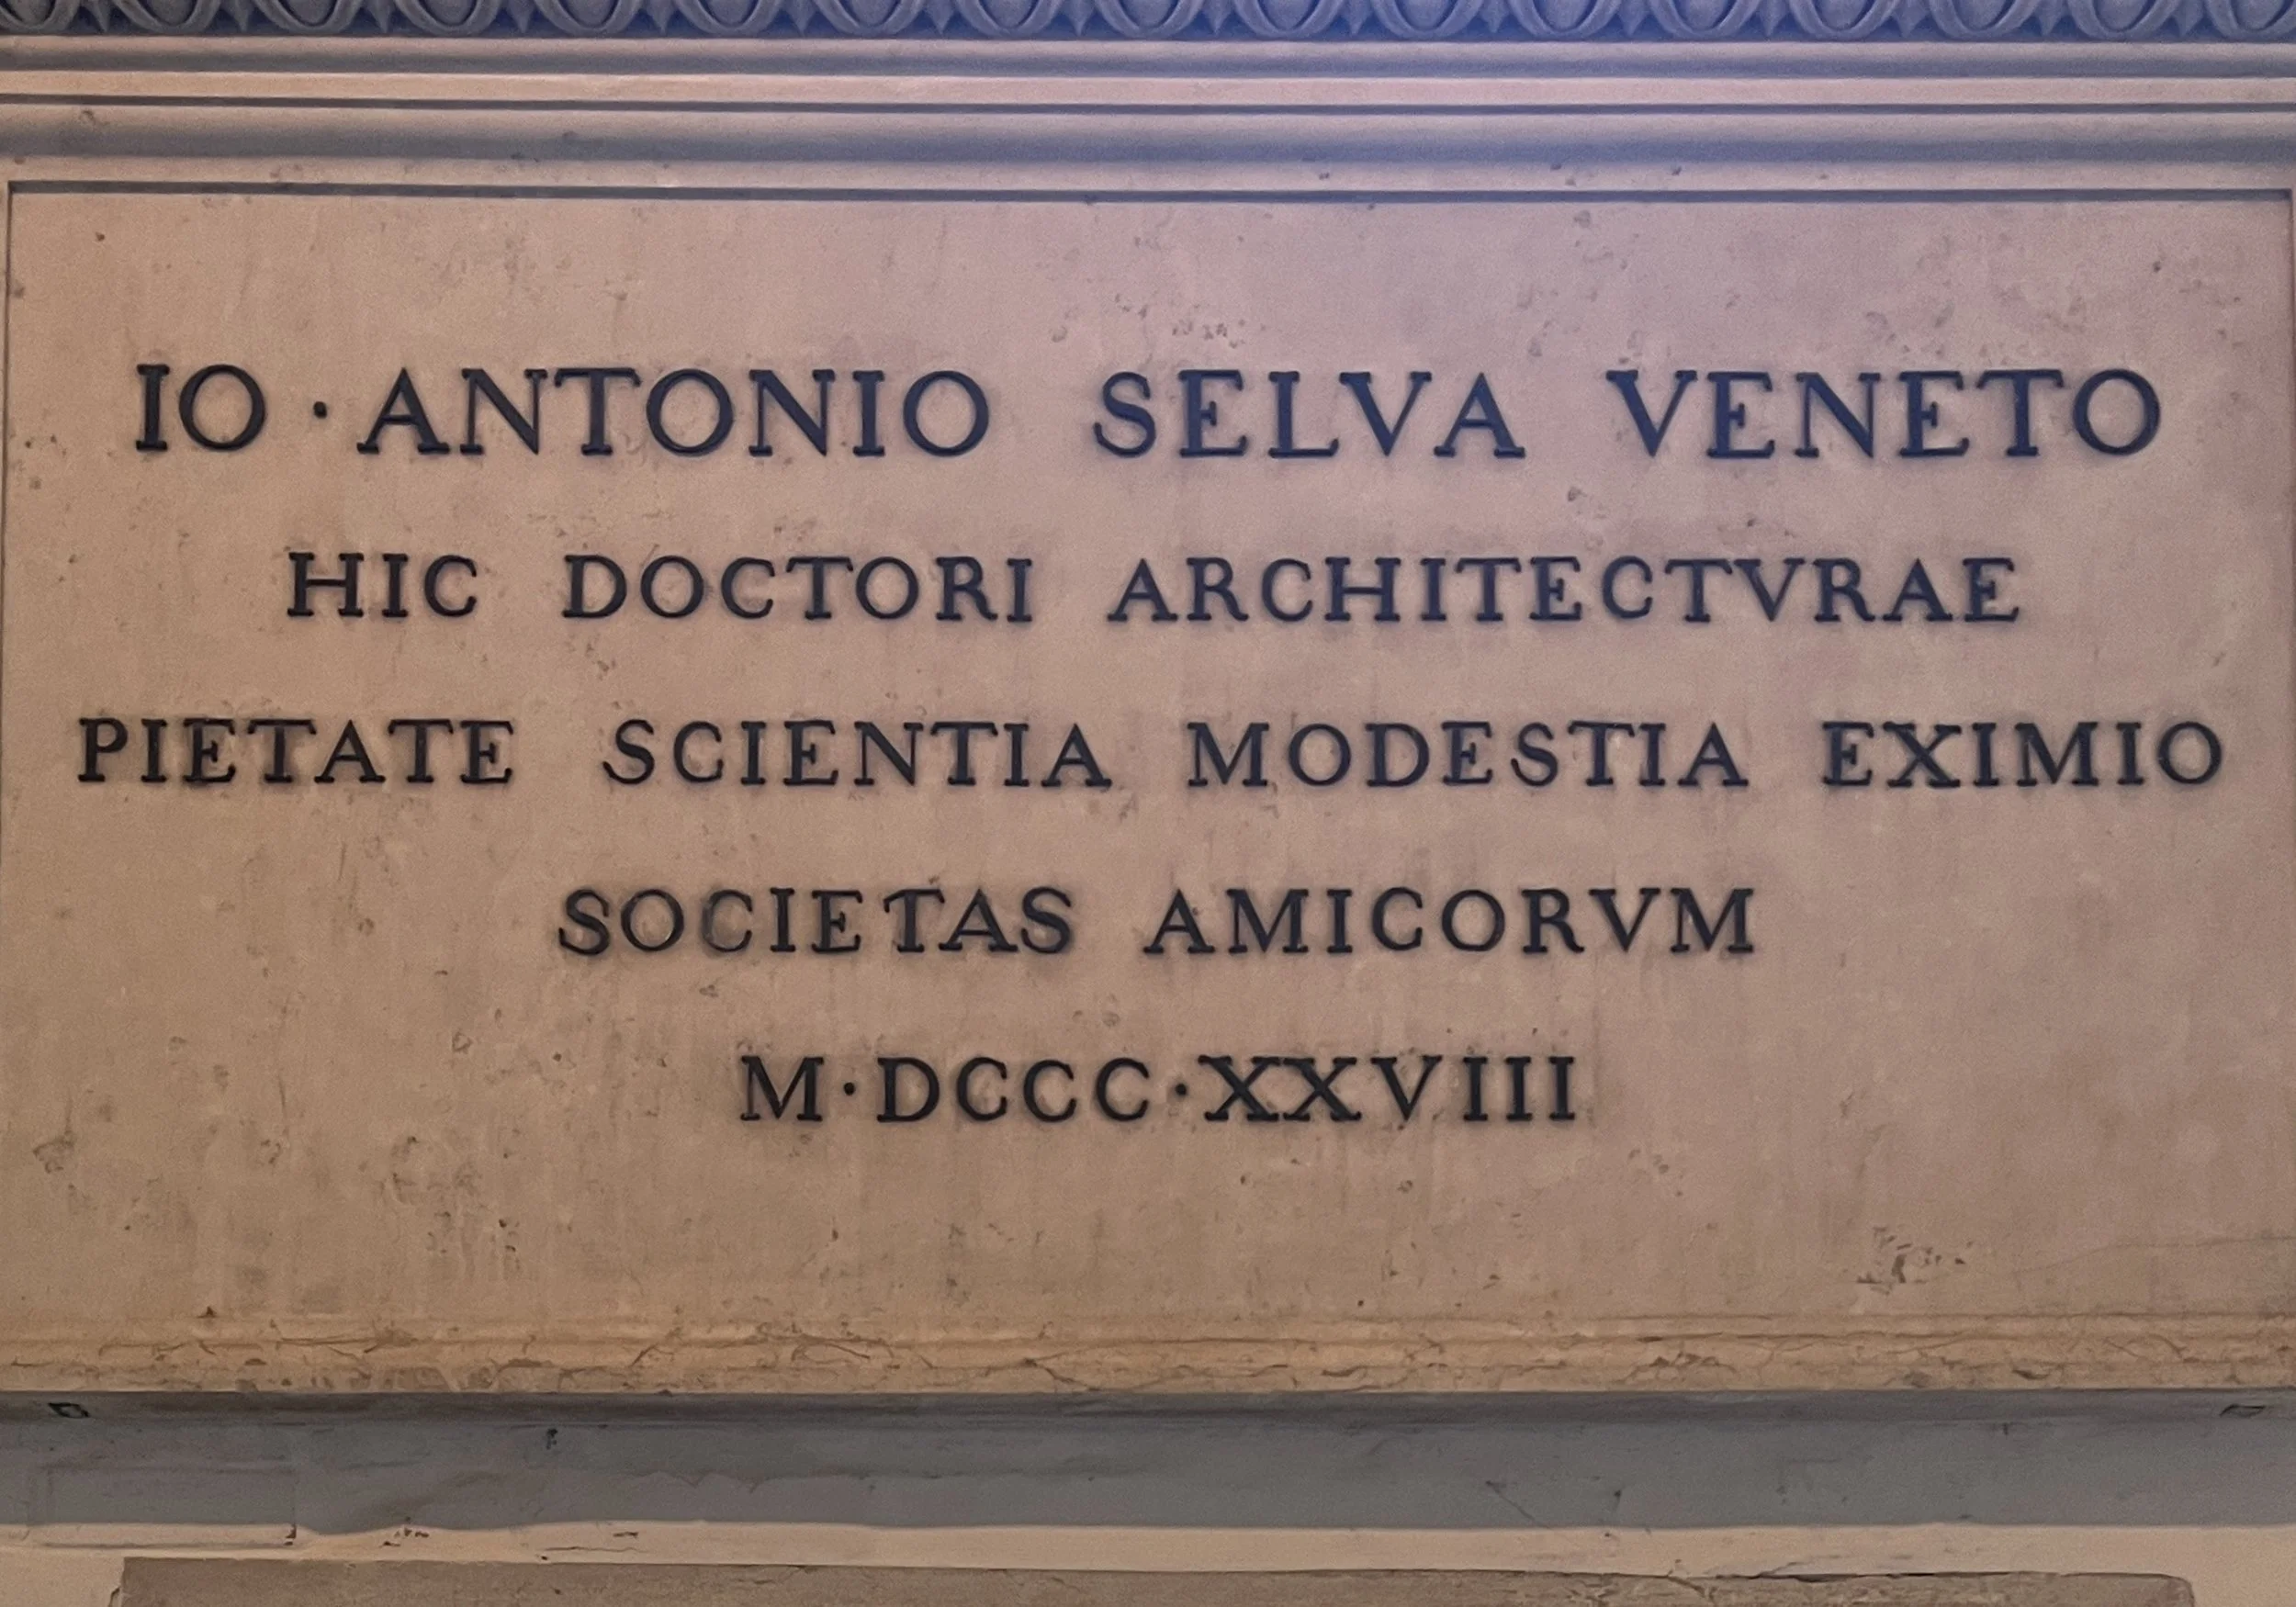 IO · ANTONIO SELVA VENETO
HIC DOCTORI ARCHITECTVRAE
PIETATE SCIENTIA MODESTIA EXIMIO
SOCIETAS AMICORVM
M·DCCC·XXVIII